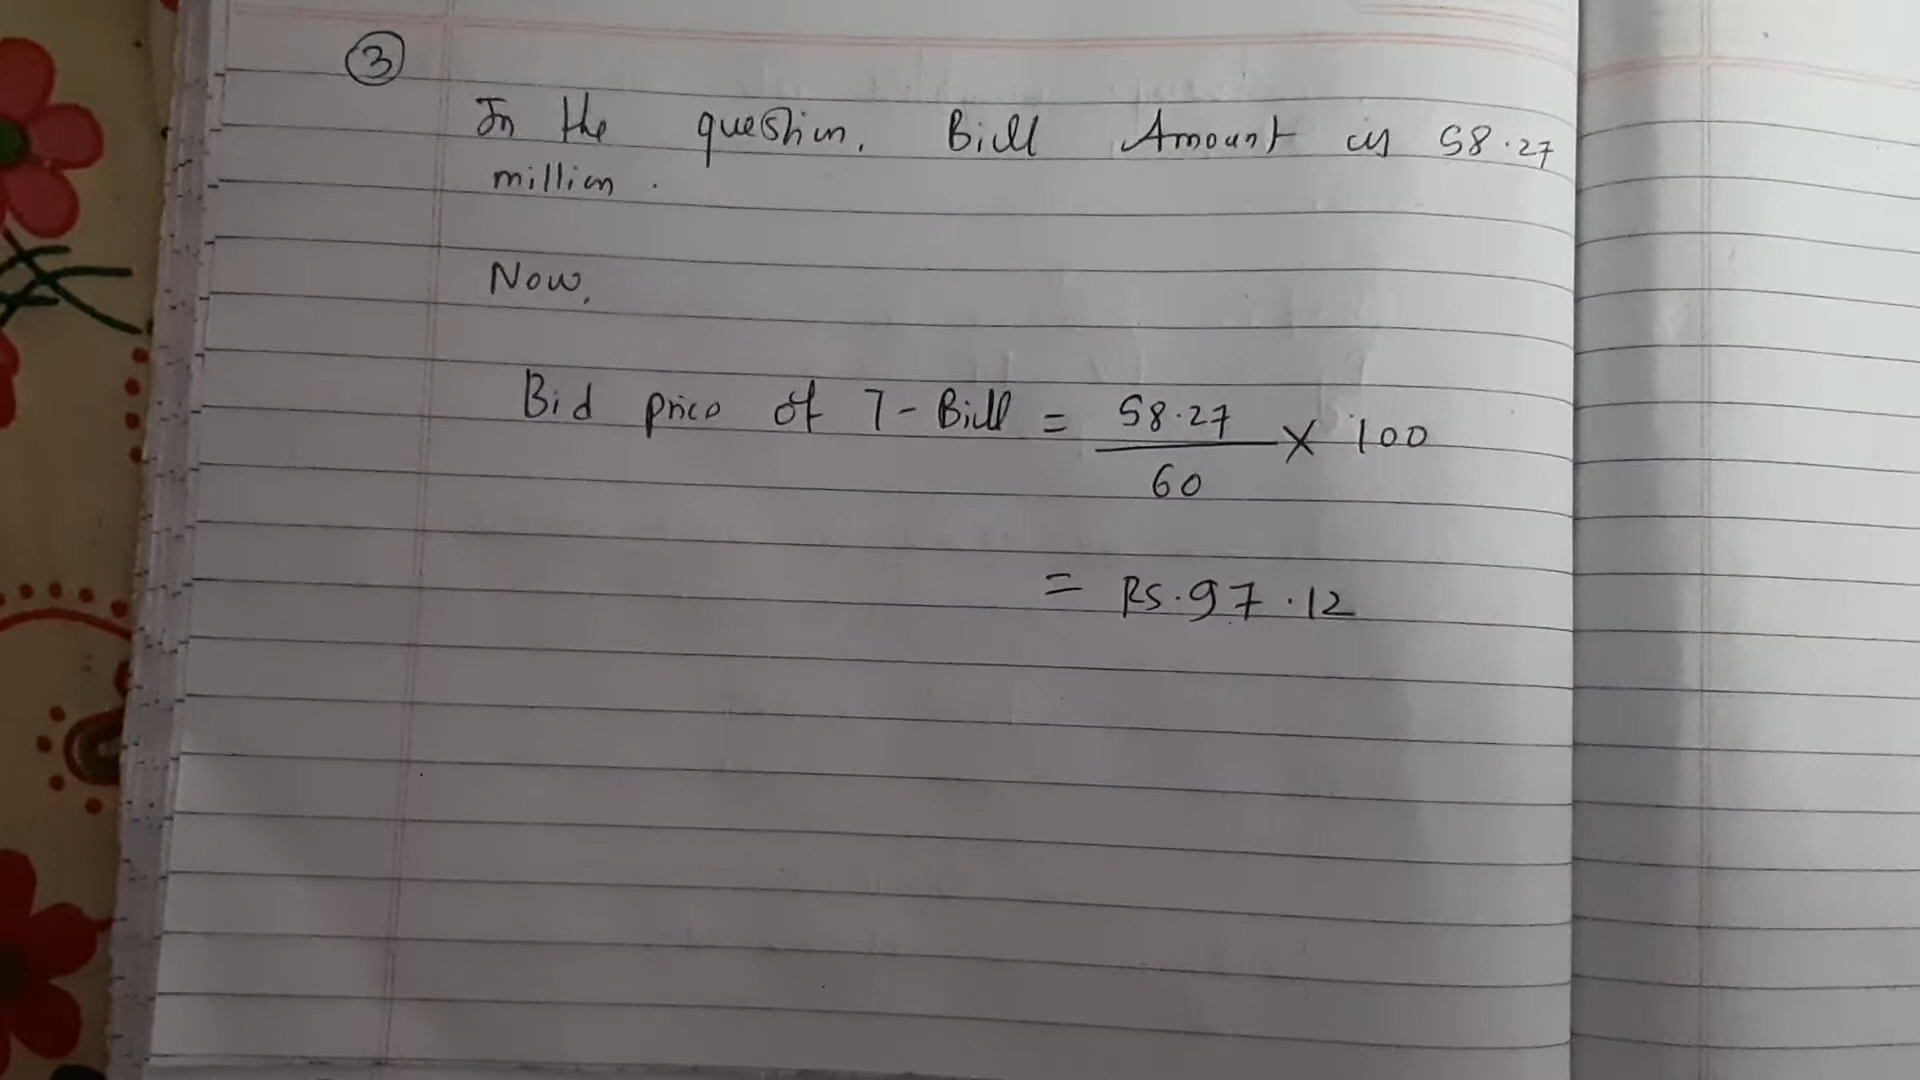 3
In the question, Bill Amount is 58.27
million.
Now,
Bid price of T-Bill = 58.27 / 60 × 100
= RS.97.12